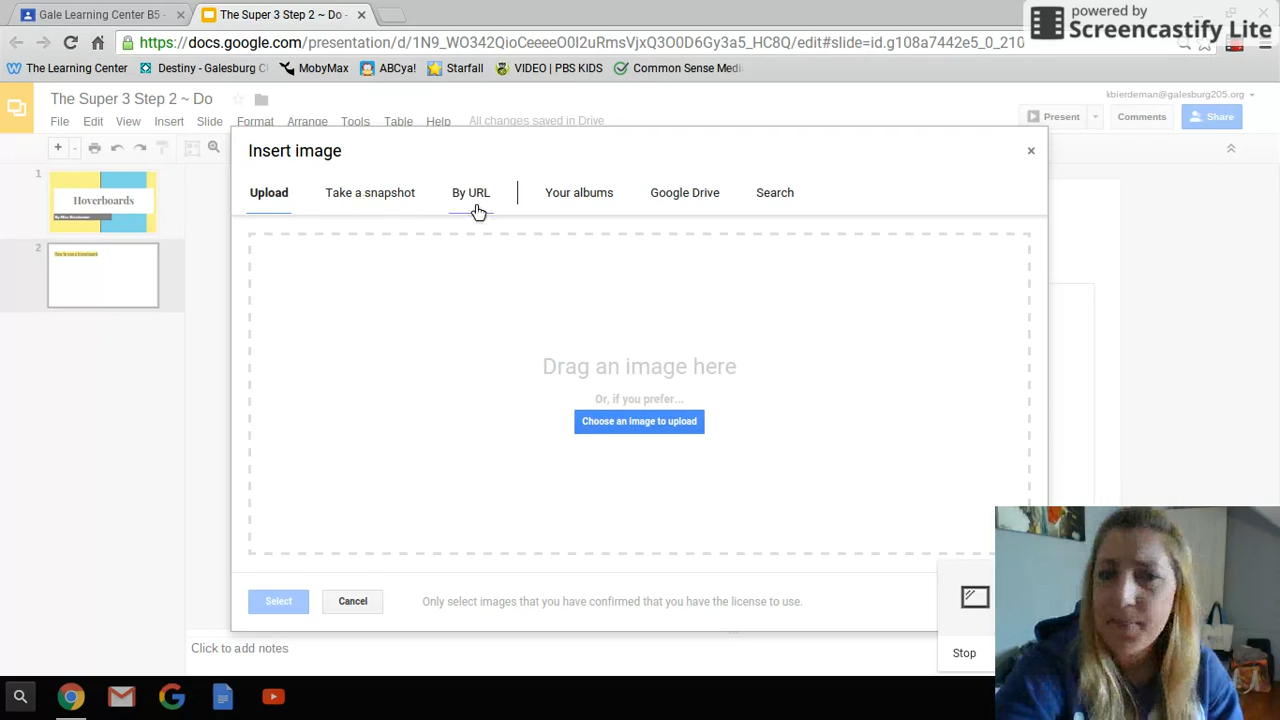 Gale Learning Center B5 -
The Super 3 Step 2 ~ Do -
powered by
Screencastify Lite
https://docs.google.com/presentation/d/1N9_WO342QioCeeee0l2uRmsVjxQ3O0D6Gy3a5_HC8Q/edit#slide=id.g108a7442e5_0_210
The Learning Center
Destiny - Galesburg C
MobyMax
ABCya!
Starfall
VIDEO | PBS KIDS
Common Sense Medi
The Super 3 Step 2 ~ Do
kbierdeman@galesburg205.org
File Edit View Insert Slide Format Arrange Tools Table Help All changes saved in Drive
Present
Comments
Share
Insert image
Upload Take a snapshot By URL Your albums Google Drive Search
1
Hoverboards
2
Drag an image here
Or, if you prefer...
Choose an image to upload
Select
Cancel
Only select images that you have confirmed that you have the license to use.
Stop
Click to add notes